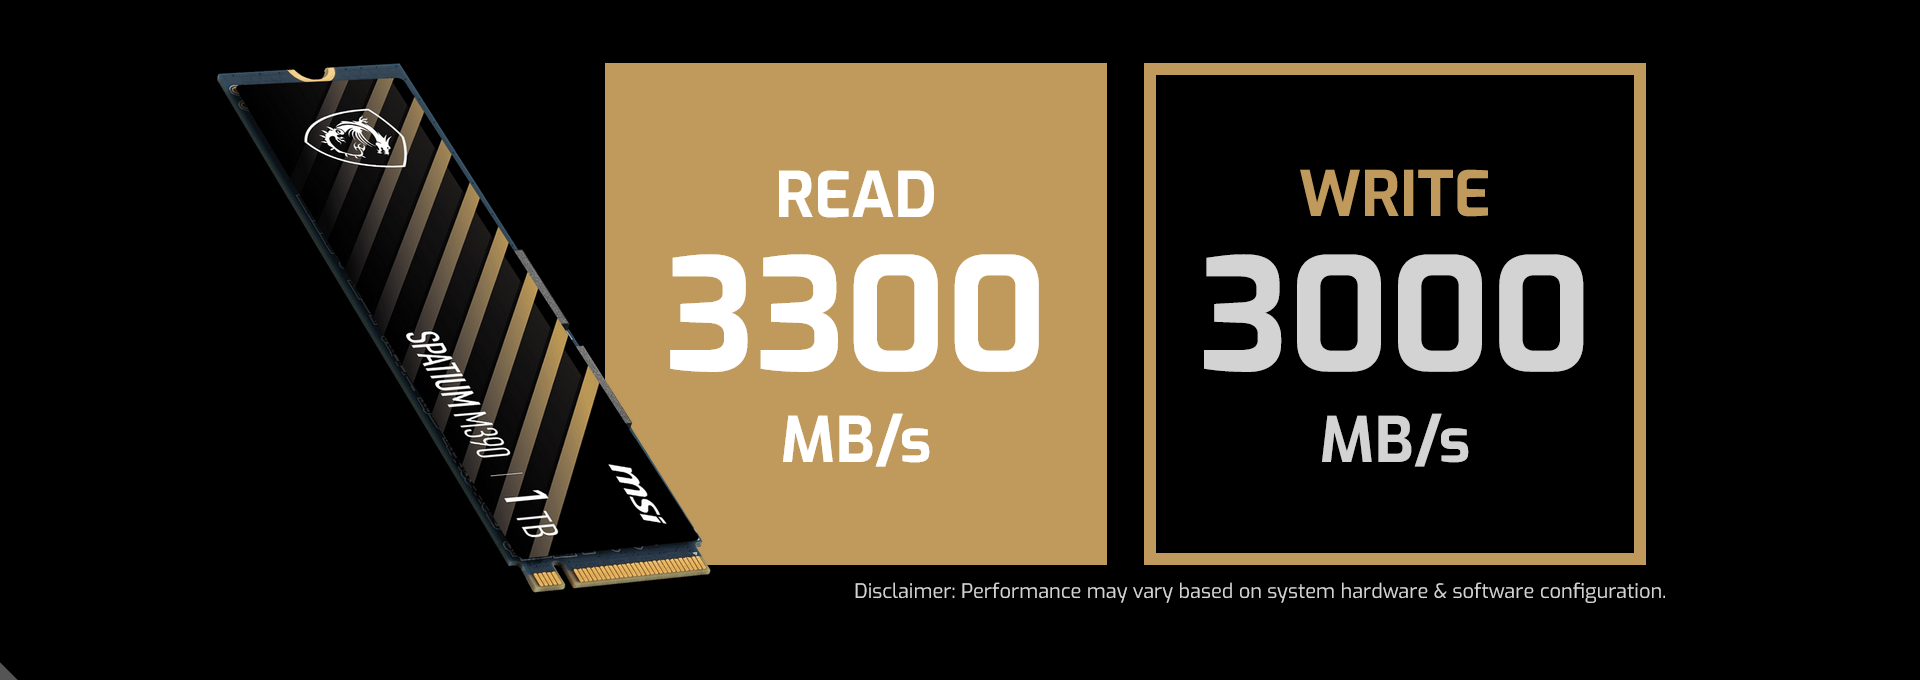 SPATIUM M390 | 1 TB
msi
READ
3300
MB/s
WRITE
3000
MB/s
Disclaimer: Performance may vary based on system hardware & software configuration.